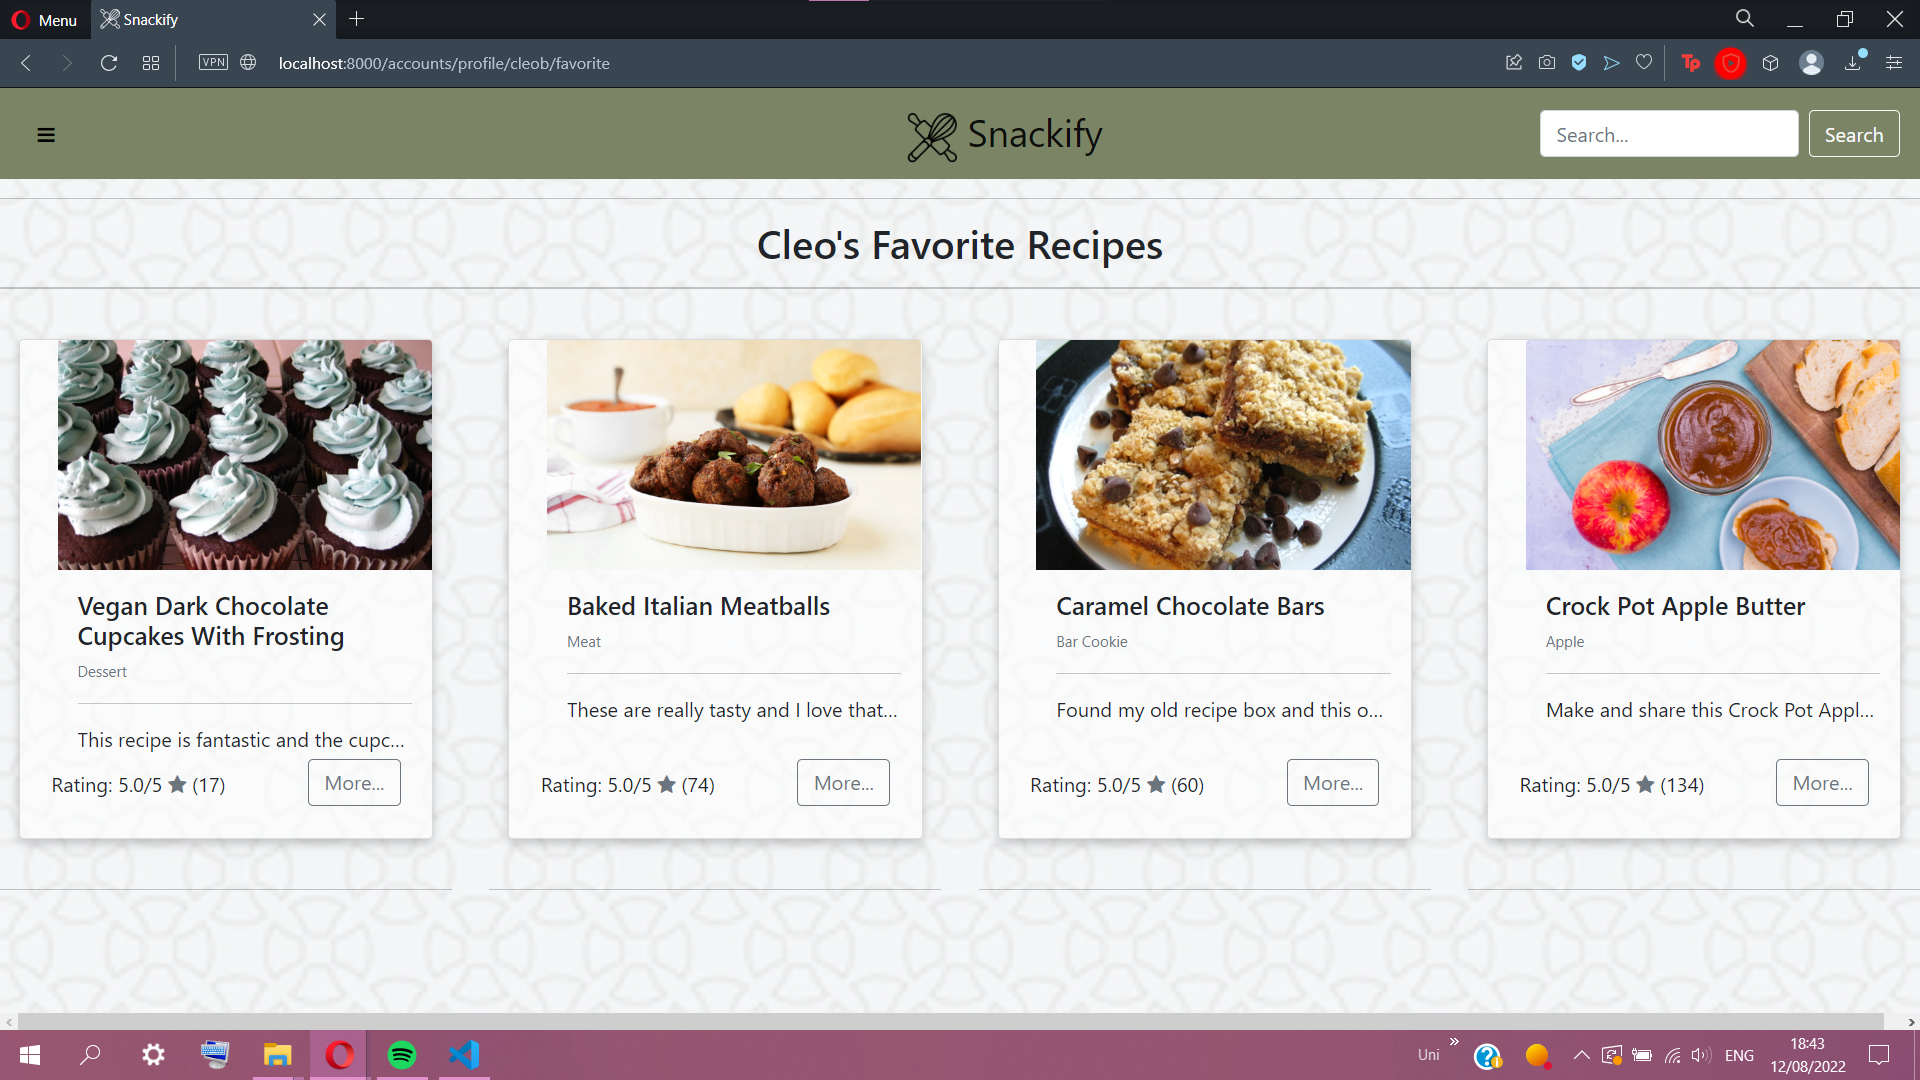 Menu
Snackify
VPN
localhost:8000/accounts/profile/cleob/favorite
Tp
Snackify
Search...
Search
Cleo's Favorite Recipes
Vegan Dark Chocolate
Cupcakes With Frosting
Dessert
This recipe is fantastic and the cupc...
Rating: 5.0/5 ★ (17)
More...
Baked Italian Meatballs
Meat
These are really tasty and I love that...
Rating: 5.0/5 ★ (74)
More...
Caramel Chocolate Bars
Bar Cookie
Found my old recipe box and this o...
Rating: 5.0/5 ★ (60)
More...
Crock Pot Apple Butter
Apple
Make and share this Crock Pot Appl...
Rating: 5.0/5 ★ (134)
More...
Uni
ENG
18:43
12/08/2022